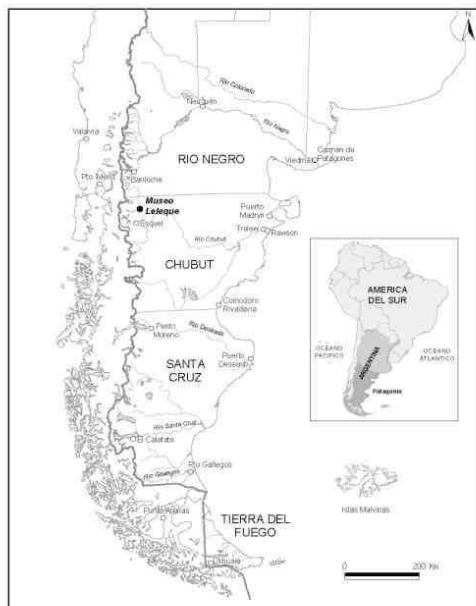 N
Río Colorado
Neuquén
Río Negro
Valdivia
Carmen de
Patagones
Viedma
RIO NEGRO
Pto Montt
Bariloche
Museo
Leleque
Esquel
Puerto
Madryn
Trelew
Rawson
Río Chubut
CHUBUT
Comodoro
Rivadavia
Perito
Moreno
Río Deseado
SANTA
CRUZ
Puerto
Deseado
Río Santa Cruz
El Calafate
Río Gallegos
Río Gallegos
Punta Arenas
TIERRA DEL
FUEGO
Ushuaia
AMERICA
DEL SUR
OCEANO
PACIFICO
OCEANO
ATLANTICO
ARGENTINA
Patagonia
Islas Malvinas
0
200 Km